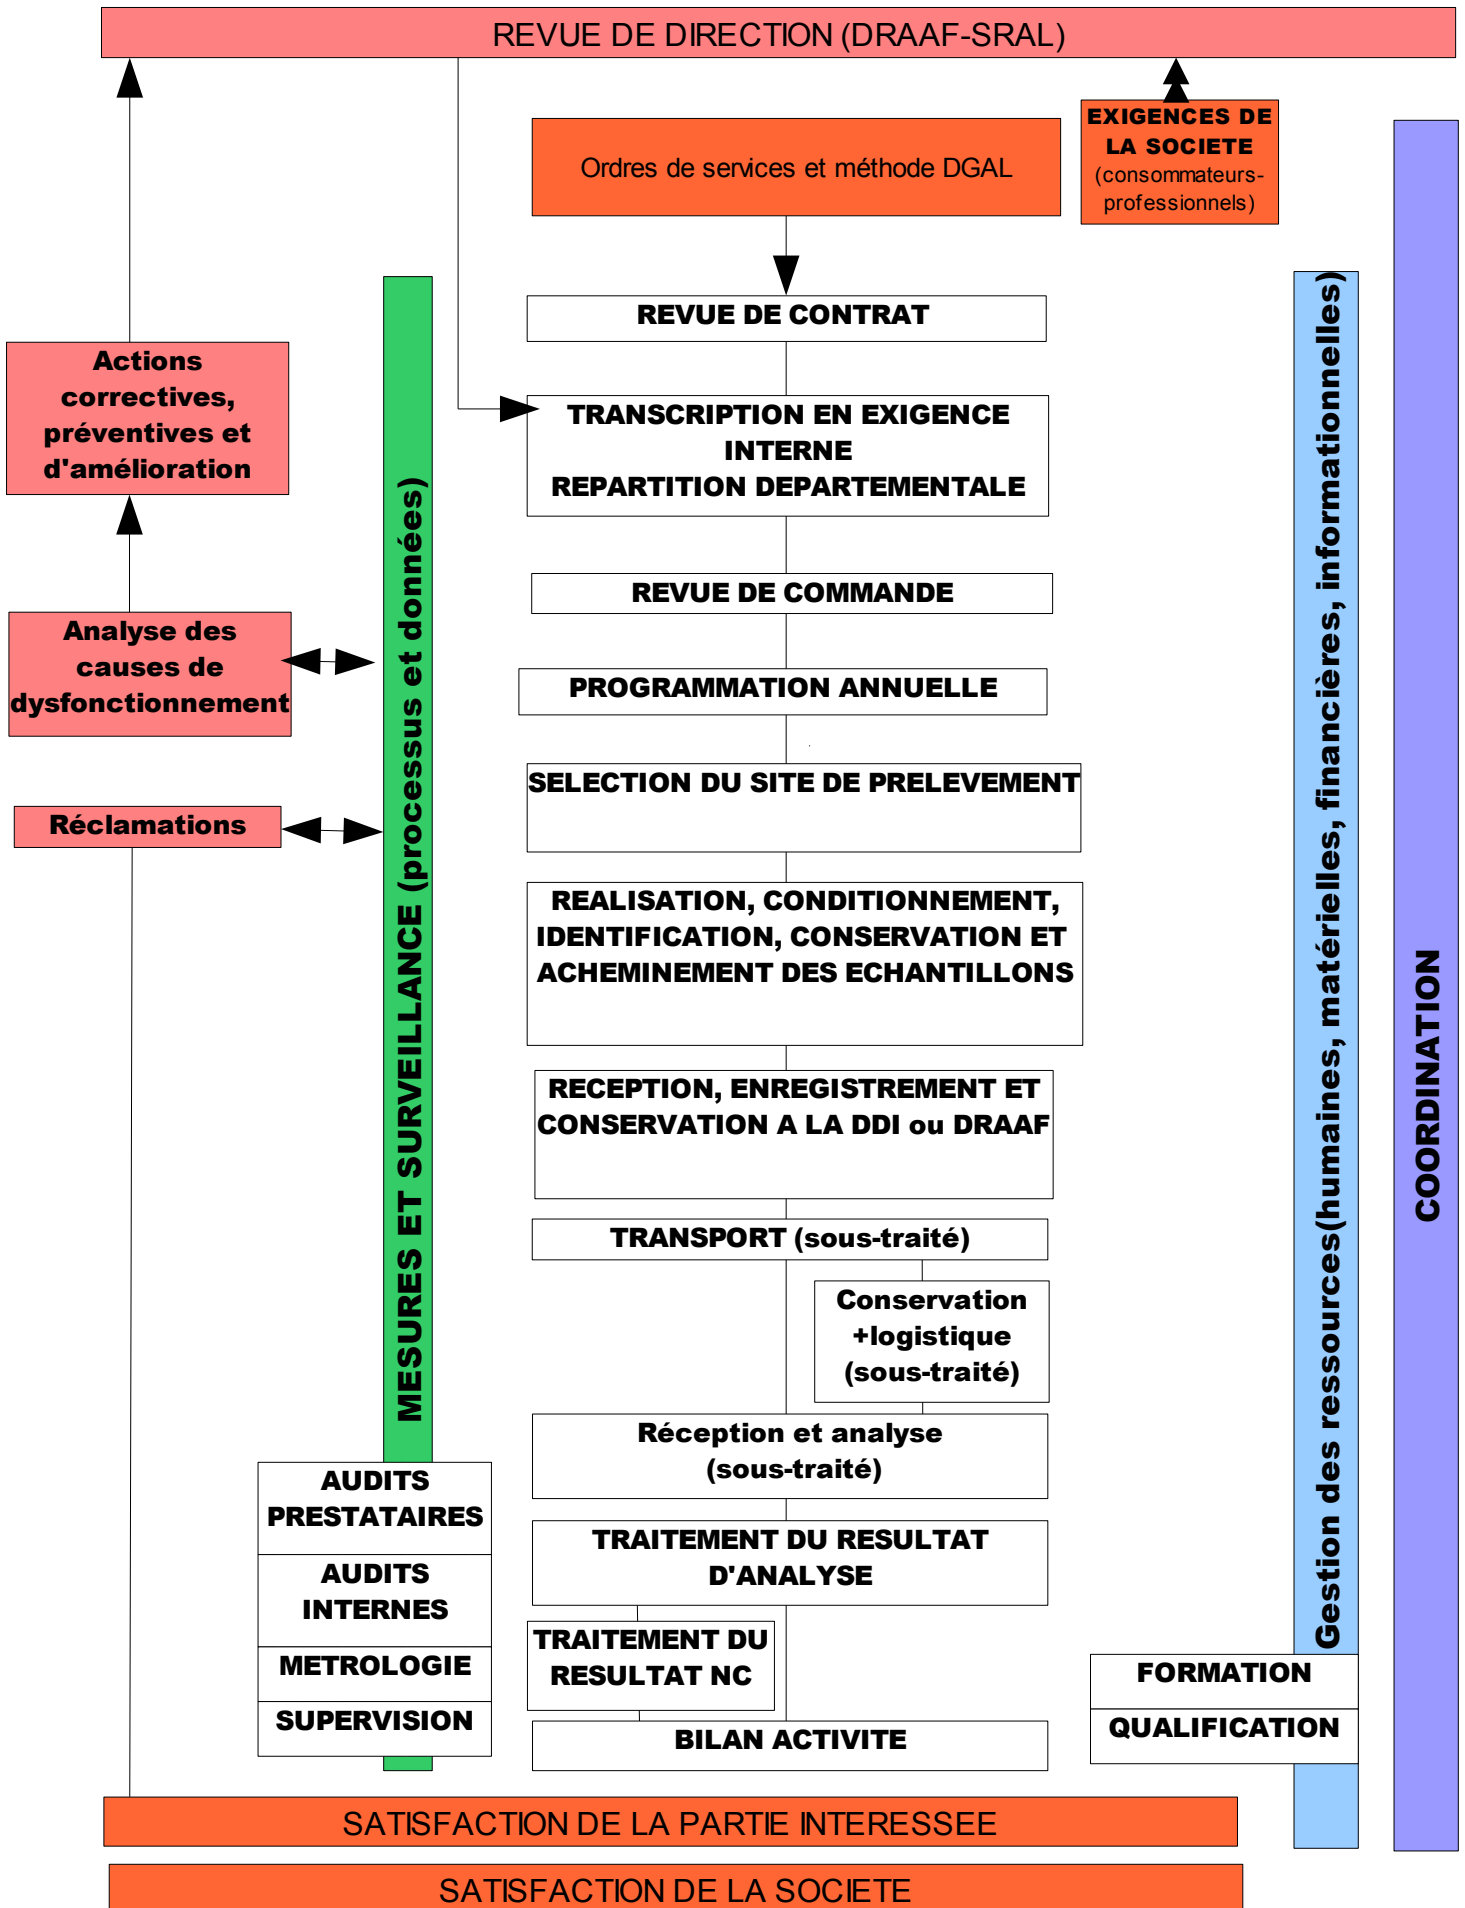 REVUE DE DIRECTION (DRAAF-SRAL)
EXIGENCES DE
LA SOCIETE
(consommateurs-
professionnels)
Ordres de services et méthode DGAL
REVUE DE CONTRAT
Actions
correctives,
préventives et
d'amélioration
TRANSCRIPTION EN EXIGENCE
INTERNE
REPARTITION DEPARTEMENTALE
REVUE DE COMMANDE
Analyse des
causes de
dysfonctionnement
PROGRAMMATION ANNUELLE
SELECTION DU SITE DE PRELEVEMENT
Réclamations
MESURES ET SURVEILLANCE (processus et données)
REALISATION, CONDITIONNEMENT,
IDENTIFICATION, CONSERVATION ET
ACHEMINEMENT DES ECHANTILLONS
Gestion des ressources(humaines, matérielles, financières, informationnelles)
COORDINATION
RECEPTION, ENREGISTREMENT ET
CONSERVATION A LA DDI ou DRAAF
TRANSPORT (sous-traité)
Conservation
+logistique
(sous-traité)
Réception et analyse
(sous-traité)
AUDITS
PRESTATAIRES
AUDITS
INTERNES
METROLOGIE
SUPERVISION
TRAITEMENT DU RESULTAT
D'ANALYSE
TRAITEMENT DU
RESULTAT NC
FORMATION
QUALIFICATION
BILAN ACTIVITE
SATISFACTION DE LA PARTIE INTERESSEE
SATISFACTION DE LA SOCIETE